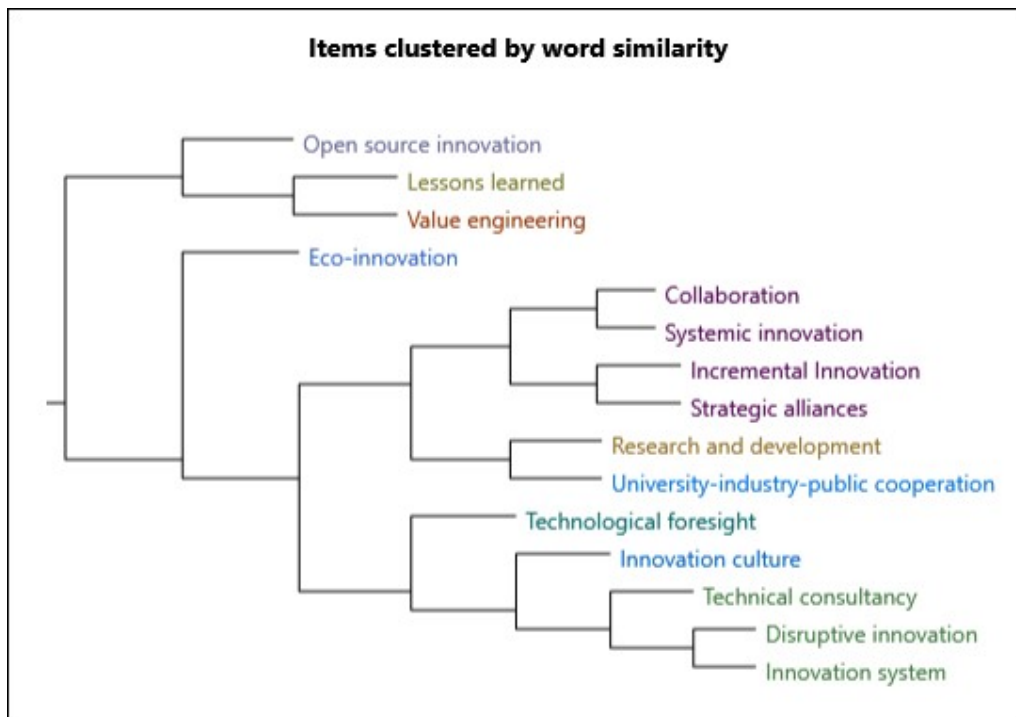 Items clustered by word similarity
Open source innovation
Lessons learned
Value engineering
Eco-innovation
Collaboration
Systemic innovation
Incremental Innovation
Strategic alliances
Research and development
University-industry-public cooperation
Technological foresight
Innovation culture
Technical consultancy
Disruptive innovation
Innovation system